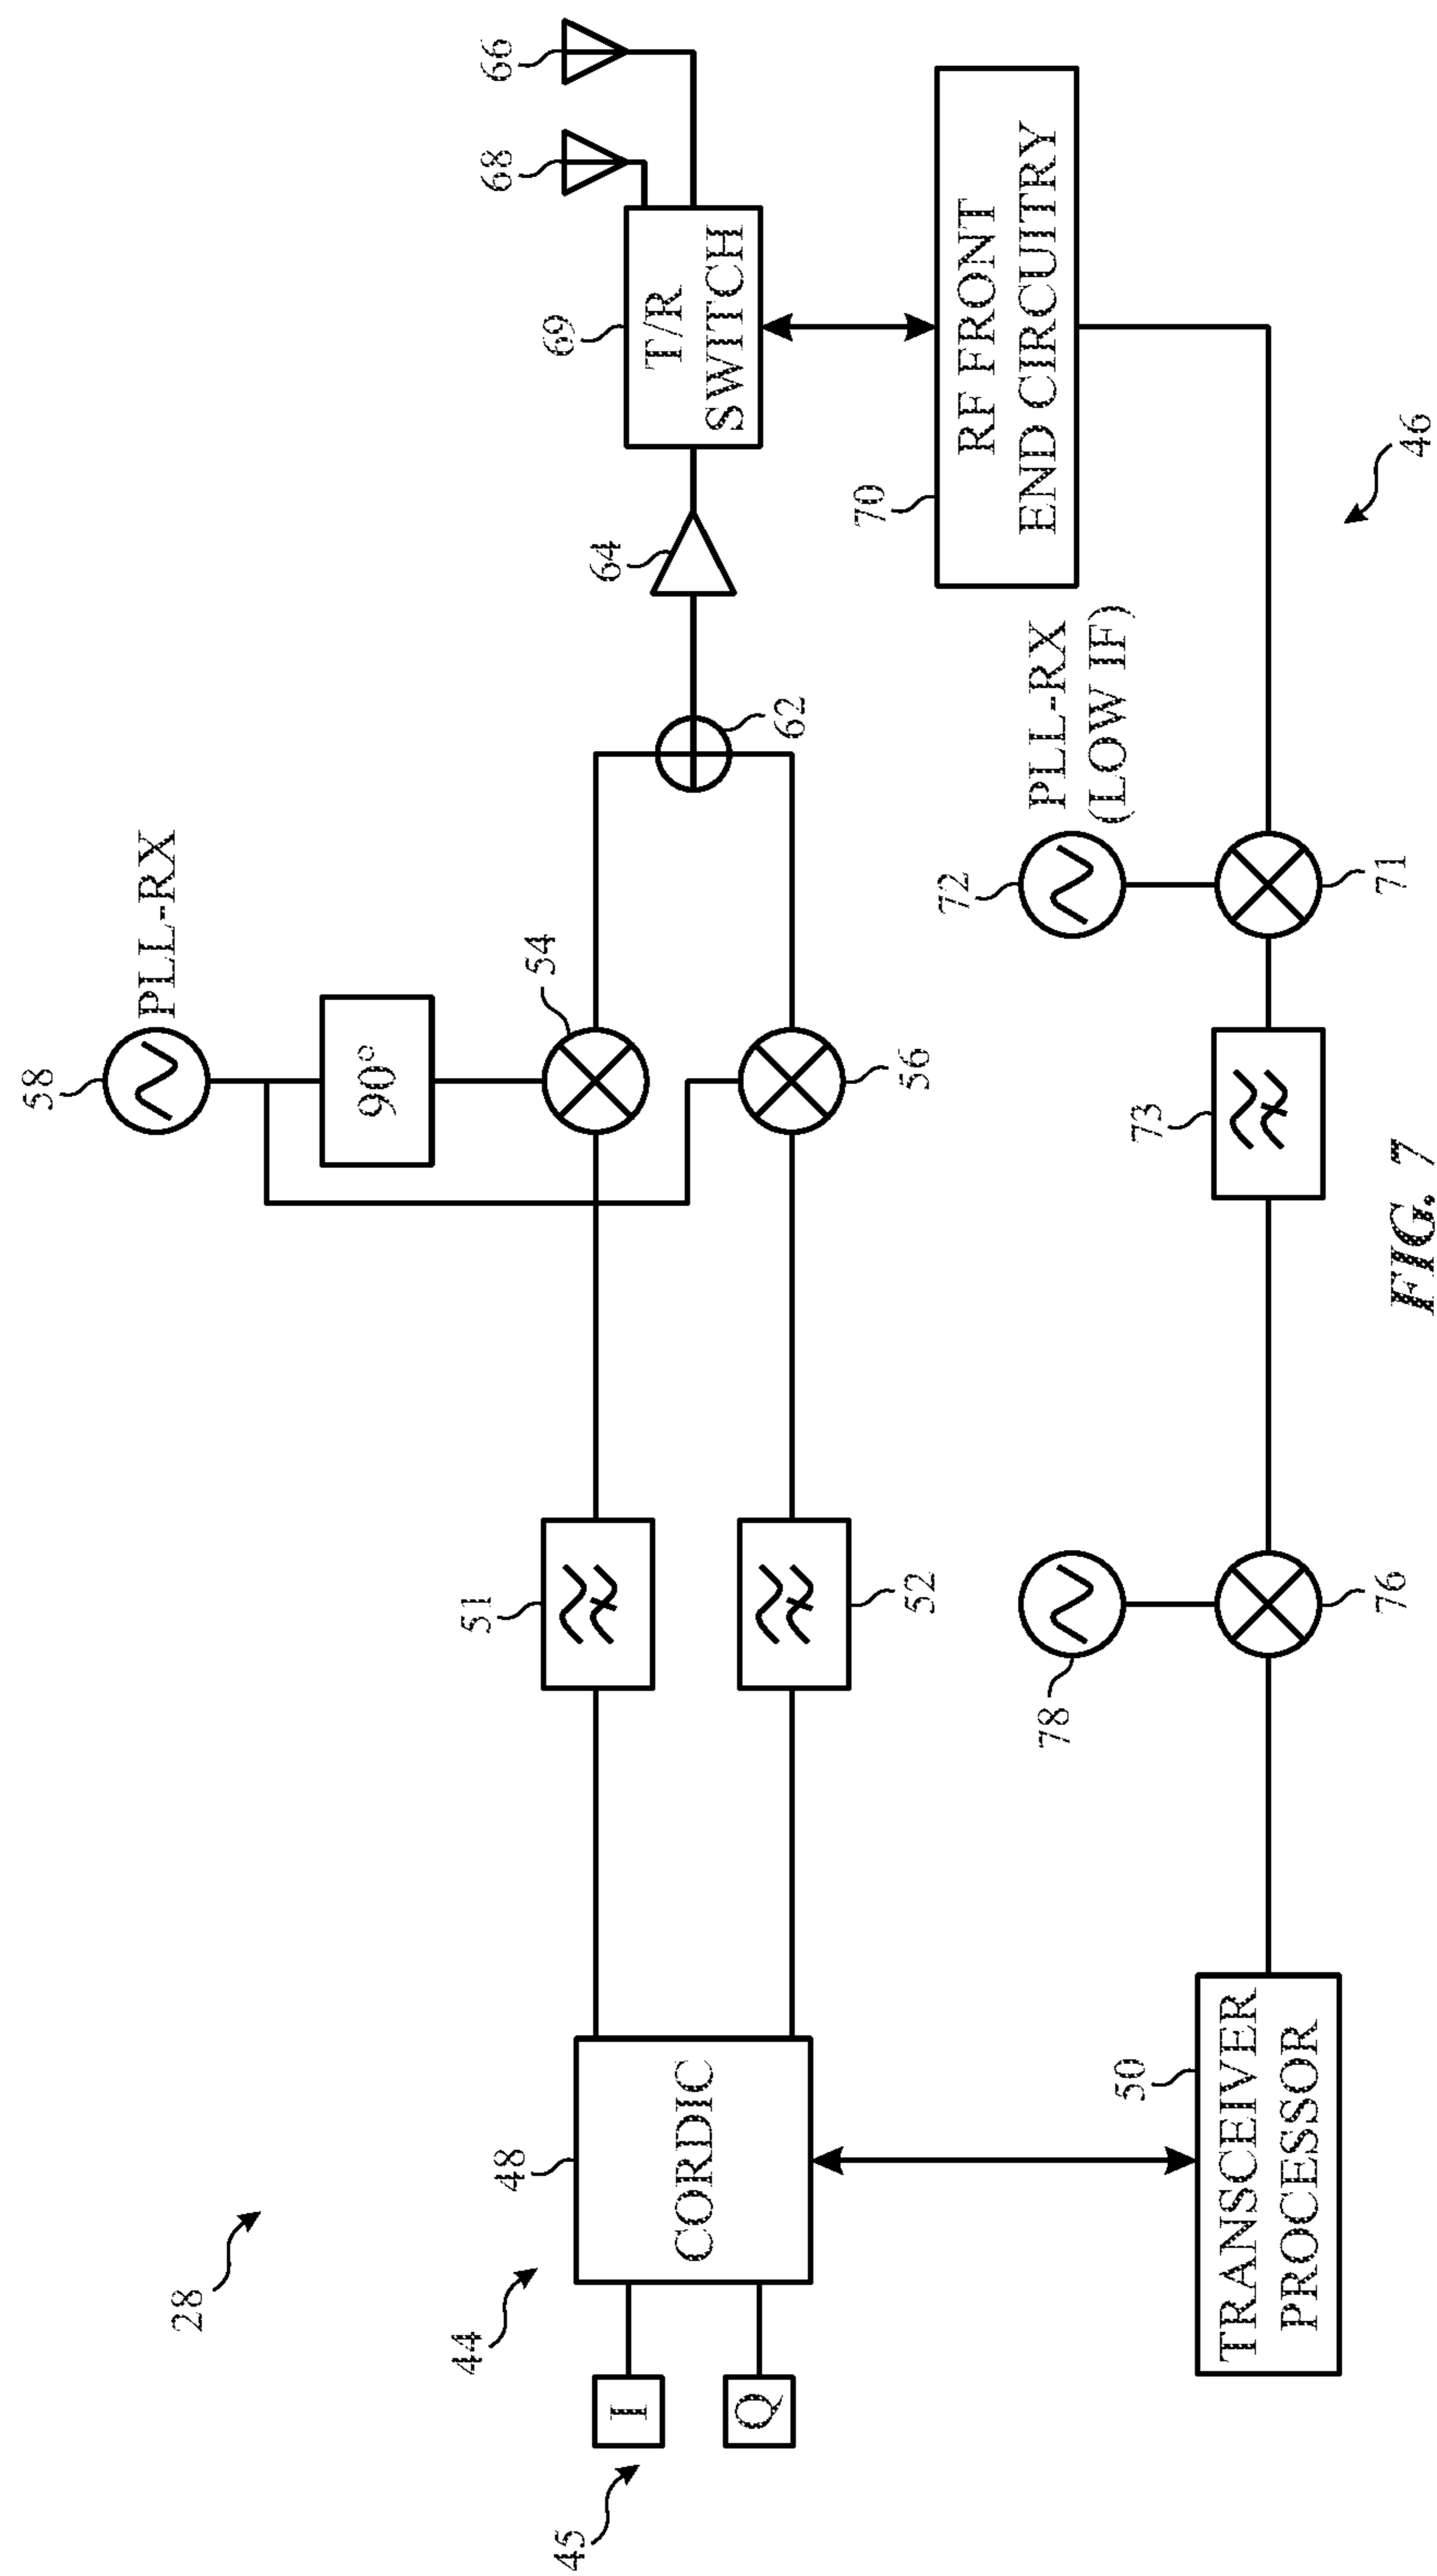 28
44
45
I
Q
48
CORDIC
50
TRANSCEIVER
PROCESSOR
51
52
58
PLL-RX
90°
54
56
62
64
69
T/R
SWITCH
68
66
70
RF FRONT
END CIRCUITRY
46
72
PLL-RX
(LOW IF)
71
73
78
76
FIG. 7